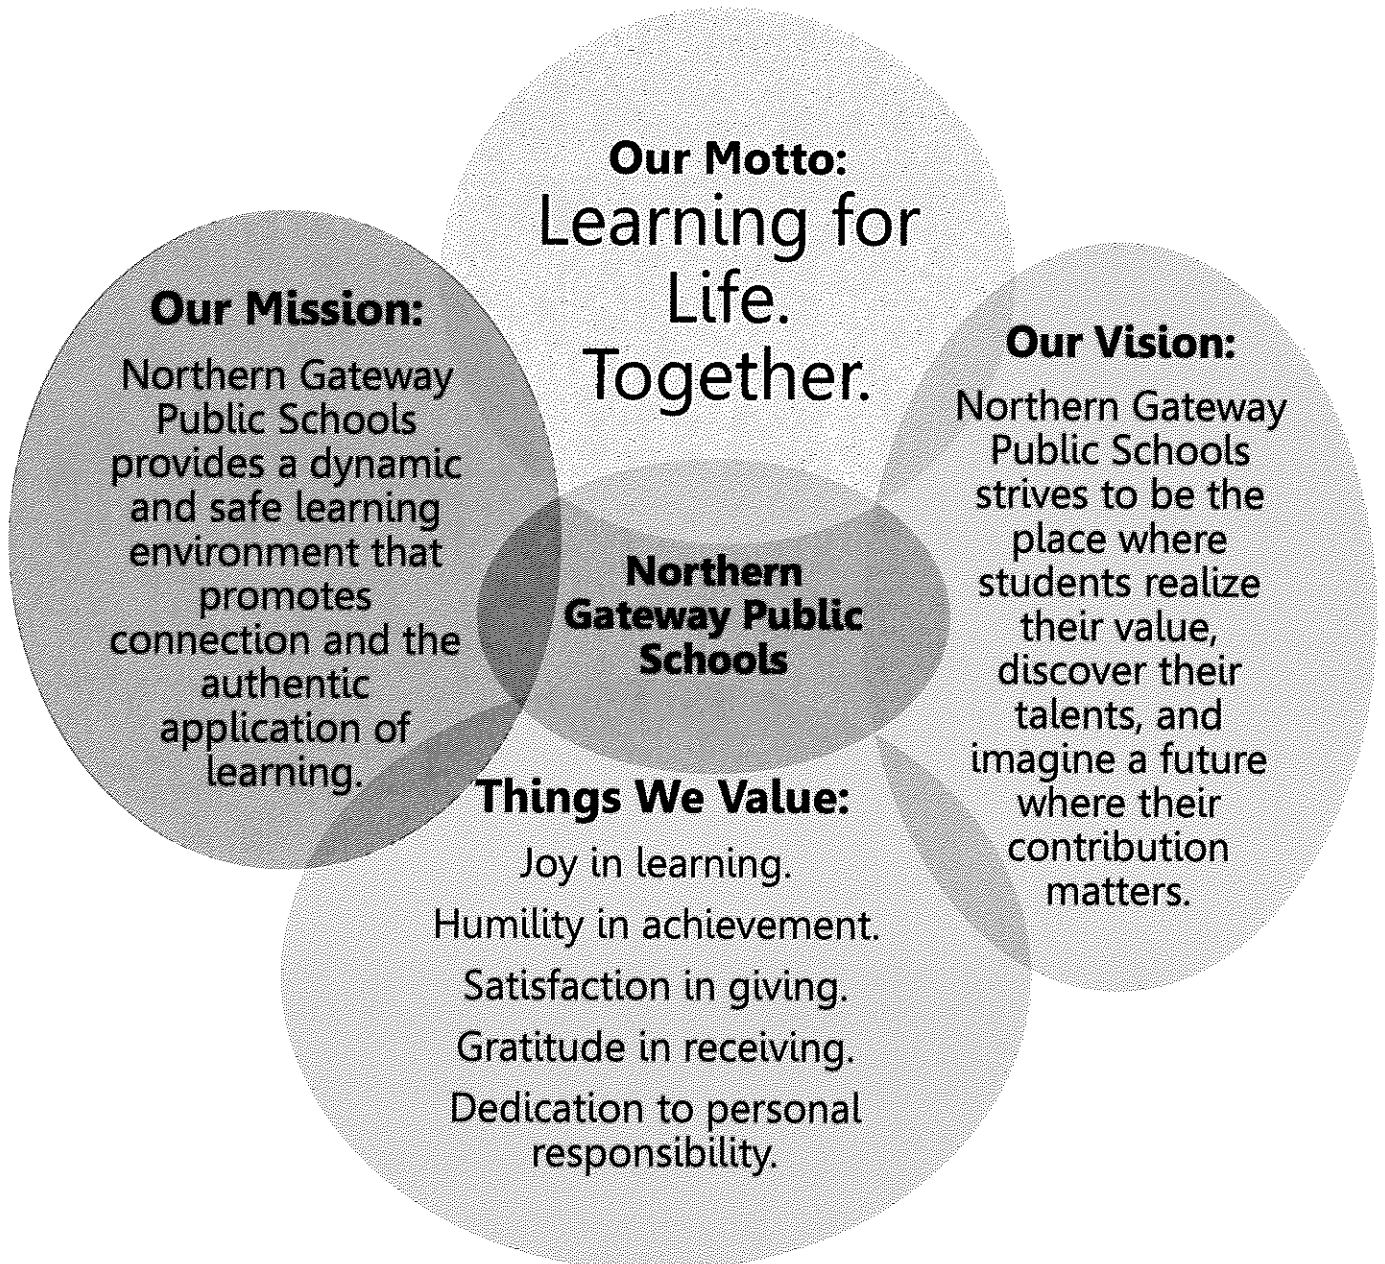 Our Motto:
Learning for
Life.
Together.
Our Mission:
Northern Gateway
Public Schools
provides a dynamic
and safe learning
environment that
promotes
connection and the
authentic
application of
learning.
Northern
Gateway Public
Schools
Our Vision:
Northern Gateway
Public Schools
strives to be the
place where
students realize
their value,
discover their
talents, and
imagine a future
where their
contribution
matters.
Things We Value:
Joy in learning.
Humility in achievement.
Satisfaction in giving.
Gratitude in receiving.
Dedication to personal
responsibility.